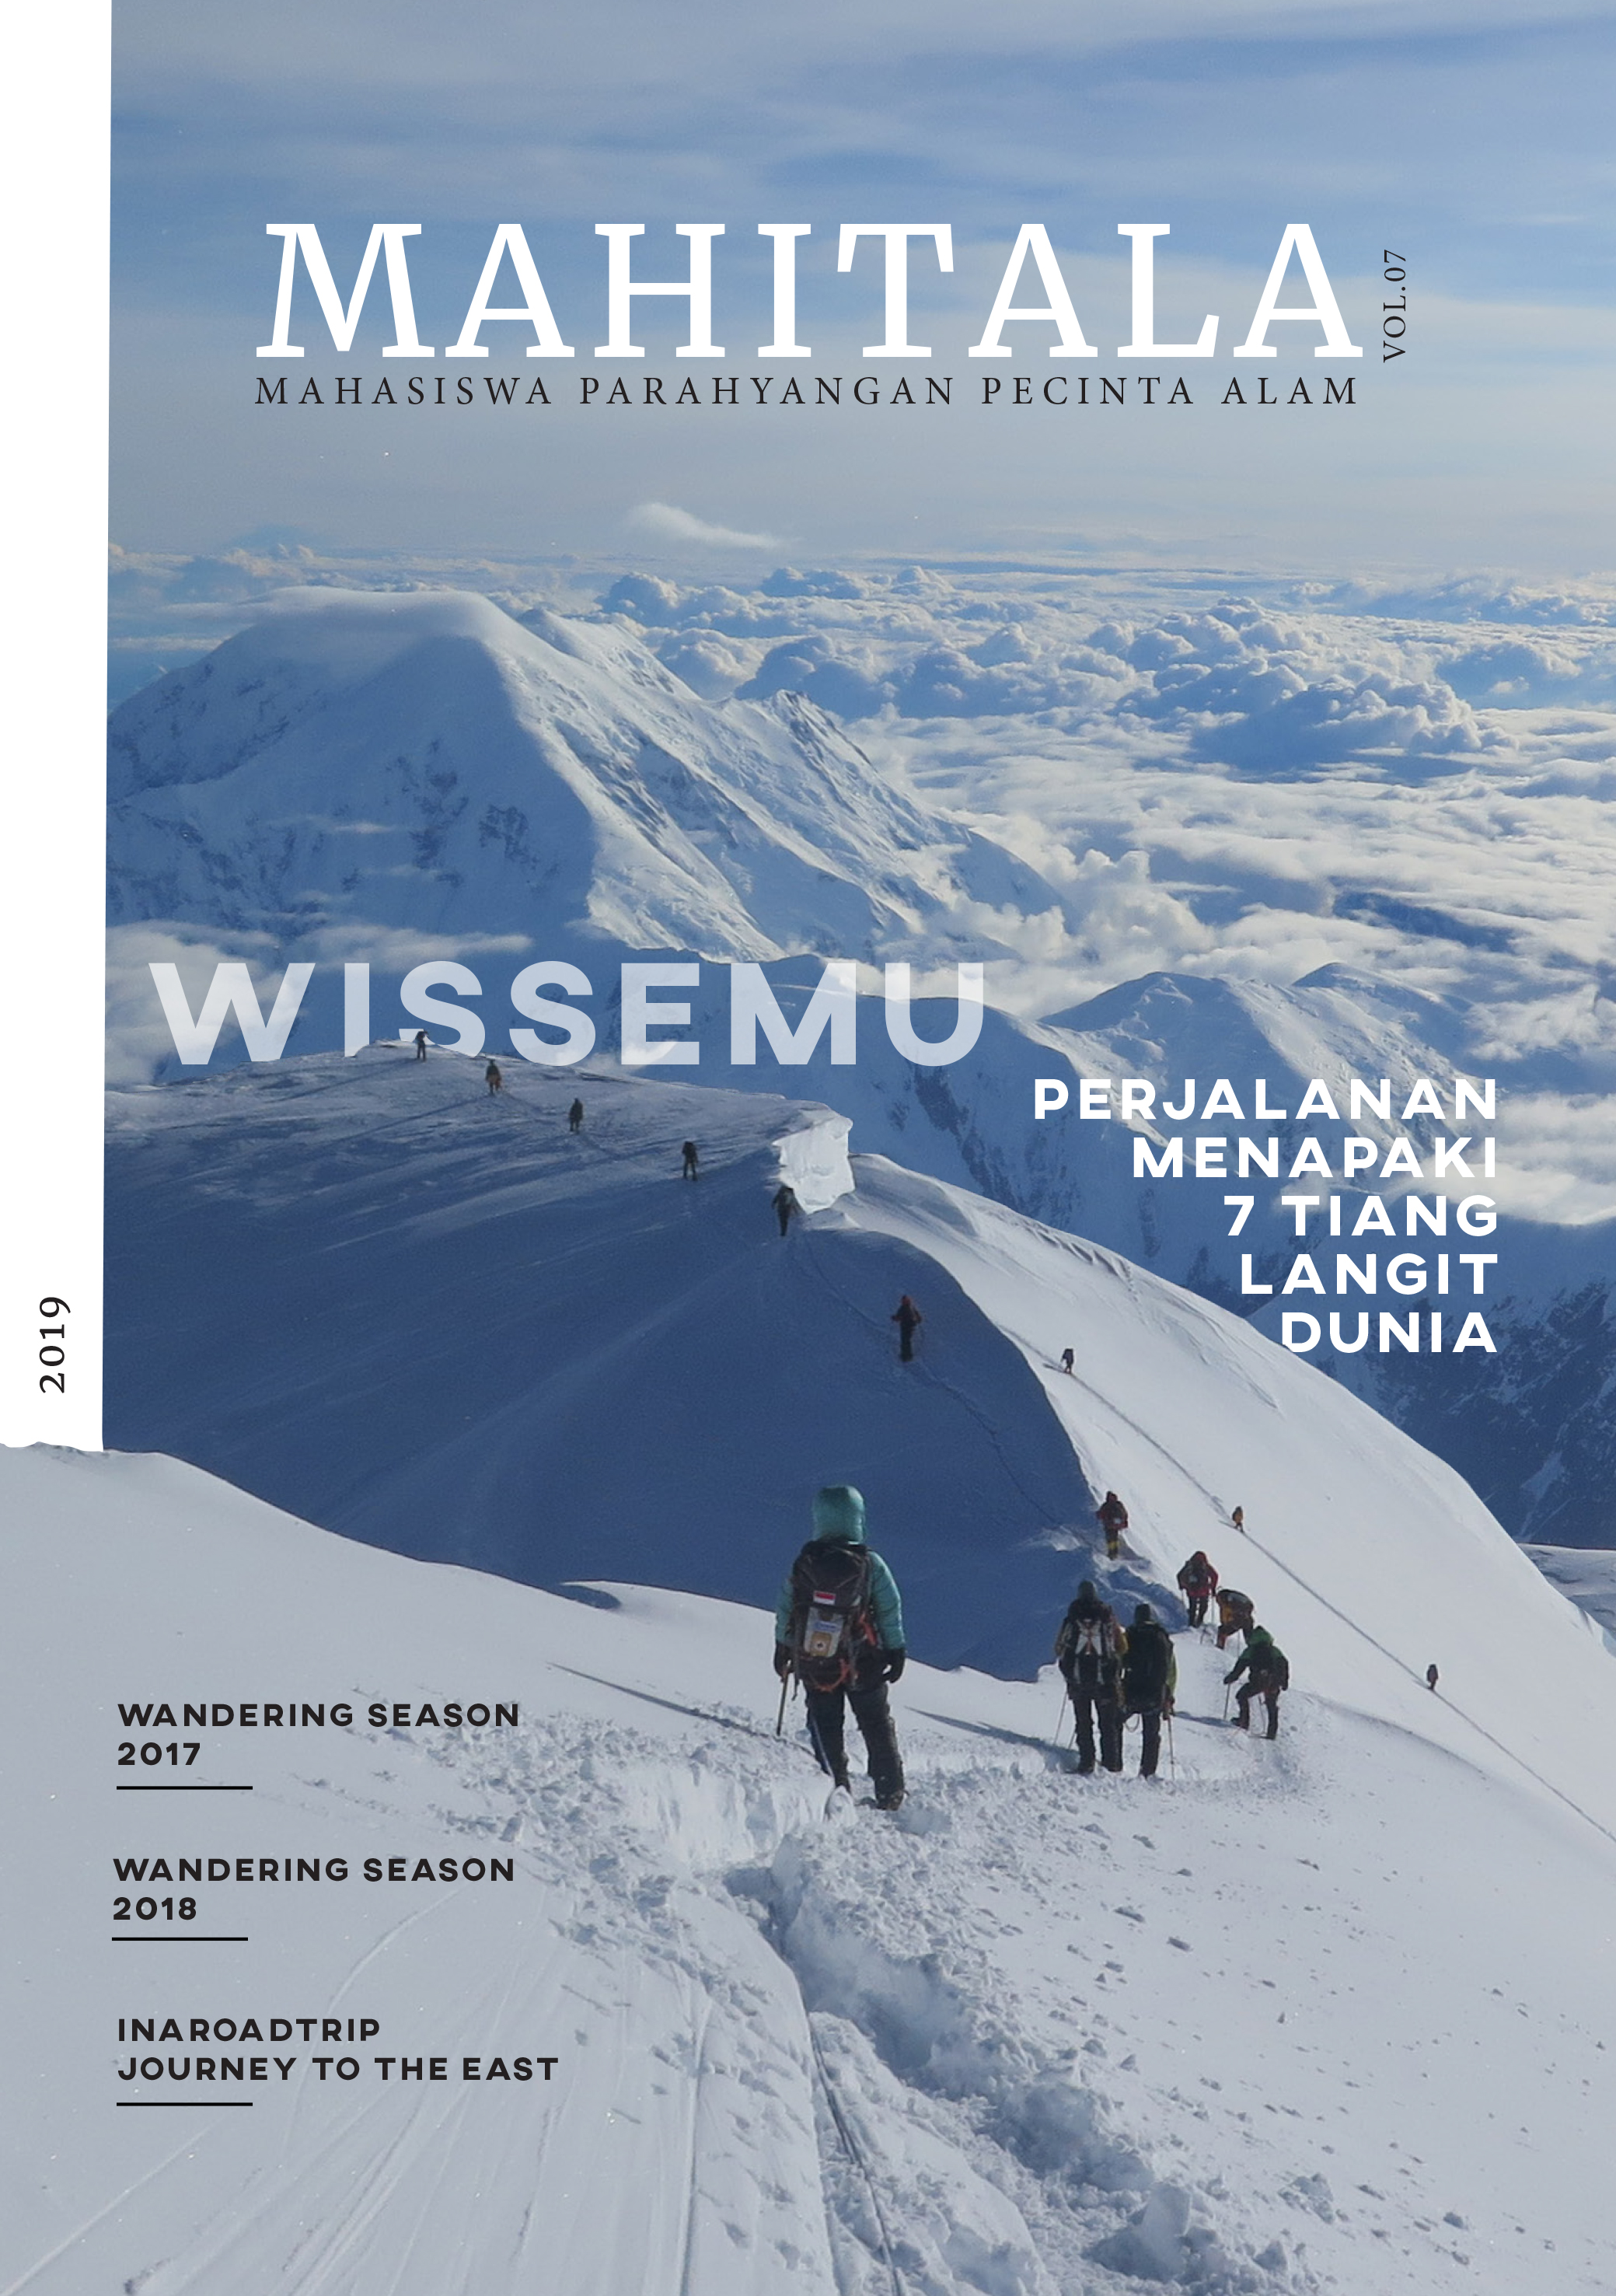 MAHITALA
VOL.07
MAHASISWA PARAHYANGAN PECINTA ALAM
WISSEMU
PERJALANAN
MENAPAKI
7 TIANG
LANGIT
DUNIA
2019
WANDERING SEASON
2017
WANDERING SEASON
2018
INAROADTRIP
JOURNEY TO THE EAST